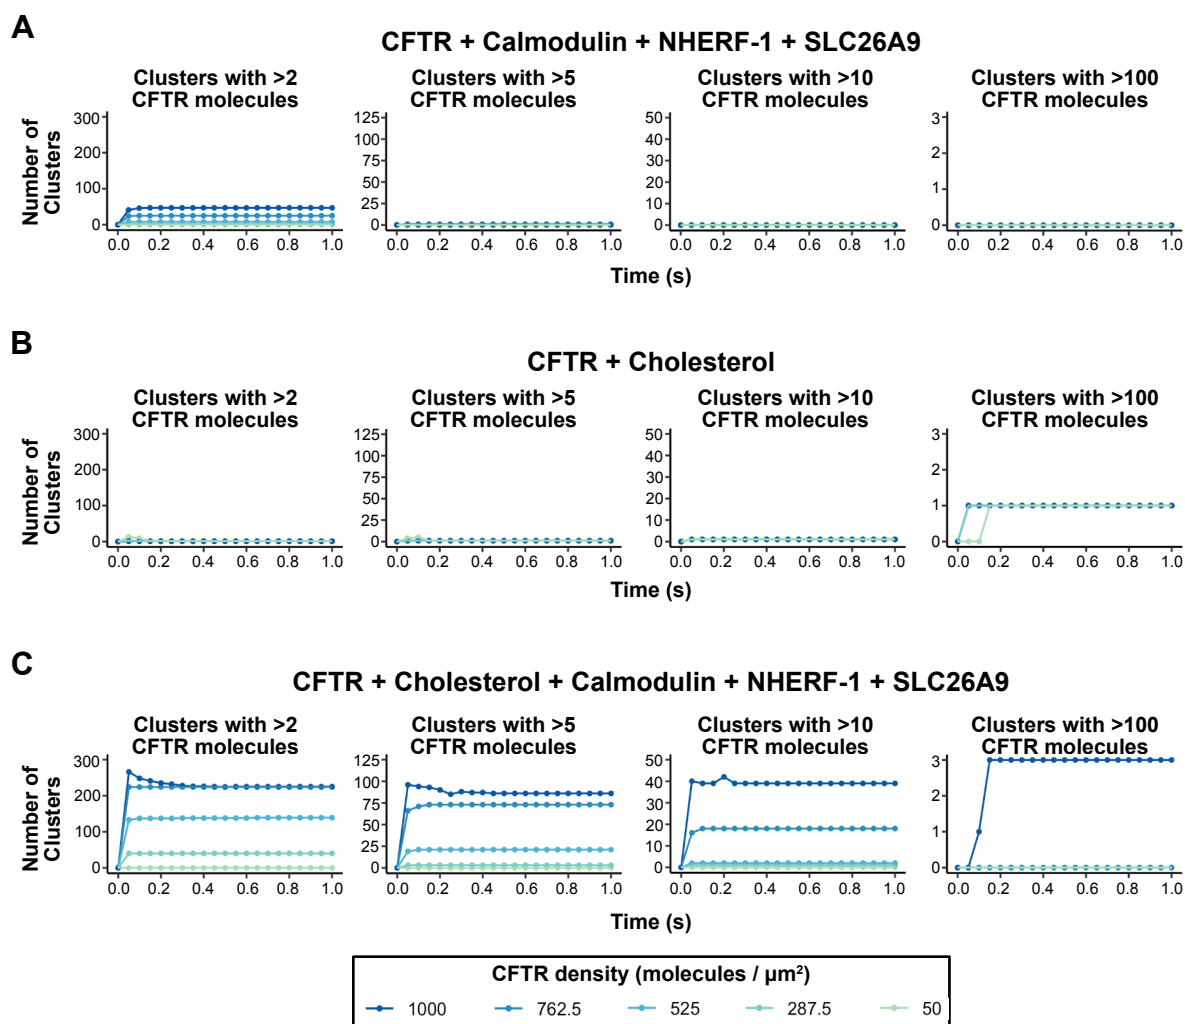 A
CFTR + Calmodulin + NHERF-1 + SLC26A9
Clusters with >2
CFTR molecules
Clusters with >5
CFTR molecules
Clusters with >10
CFTR molecules
Clusters with >100
CFTR molecules
Number of
Clusters
300
200
100
0
125
100
75
50
25
0
50
40
30
20
10
0
3
2
1
0
0.0 0.2 0.4 0.6 0.8 1.0
0.0 0.2 0.4 0.6 0.8 1.0
0.0 0.2 0.4 0.6 0.8 1.0
0.0 0.2 0.4 0.6 0.8 1.0
Time (s)
B
CFTR + Cholesterol
Clusters with >2
CFTR molecules
Clusters with >5
CFTR molecules
Clusters with >10
CFTR molecules
Clusters with >100
CFTR molecules
Number of
Clusters
300
200
100
0
125
100
75
50
25
0
50
40
30
20
10
0
3
2
1
0
0.0 0.2 0.4 0.6 0.8 1.0
0.0 0.2 0.4 0.6 0.8 1.0
0.0 0.2 0.4 0.6 0.8 1.0
0.0 0.2 0.4 0.6 0.8 1.0
Time (s)
C
CFTR + Cholesterol + Calmodulin + NHERF-1 + SLC26A9
Clusters with >2
CFTR molecules
Clusters with >5
CFTR molecules
Clusters with >10
CFTR molecules
Clusters with >100
CFTR molecules
Number of
Clusters
300
200
100
0
125
100
75
50
25
0
50
40
30
20
10
0
3
2
1
0
0.0 0.2 0.4 0.6 0.8 1.0
0.0 0.2 0.4 0.6 0.8 1.0
0.0 0.2 0.4 0.6 0.8 1.0
0.0 0.2 0.4 0.6 0.8 1.0
Time (s)
CFTR density (molecules / µm²)
1000 762.5 525 287.5 50